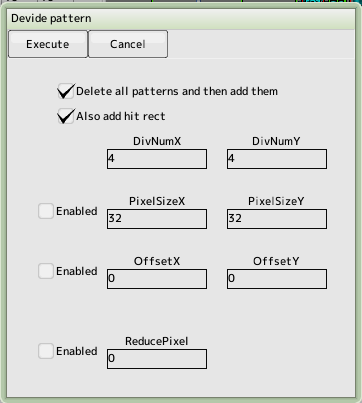 Devide pattern
Execute Cancel
Delete all patterns and then add them
Also add hit rect
DivNumX DivNumY
4 4
PixelSizeX PixelSizeY
Enabled 32 32
OffsetX OffsetY
Enabled 0 0
ReducePixel
Enabled 0